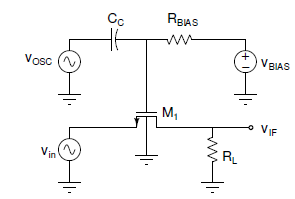 C_C
R_BIAS
V_OSC
+
-
V_BIAS
M_1
V_in
V_IF
R_L